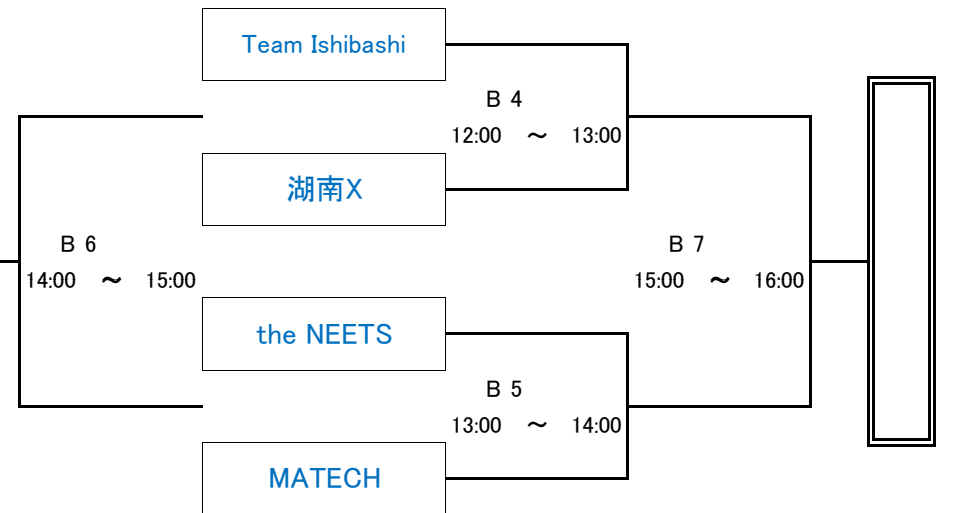 Team Ishibashi
B 4
12:00 ～ 13:00
湖南X
B 6
14:00 ～ 15:00
B 7
15:00 ～ 16:00
the NEETS
B 5
13:00 ～ 14:00
MATECH